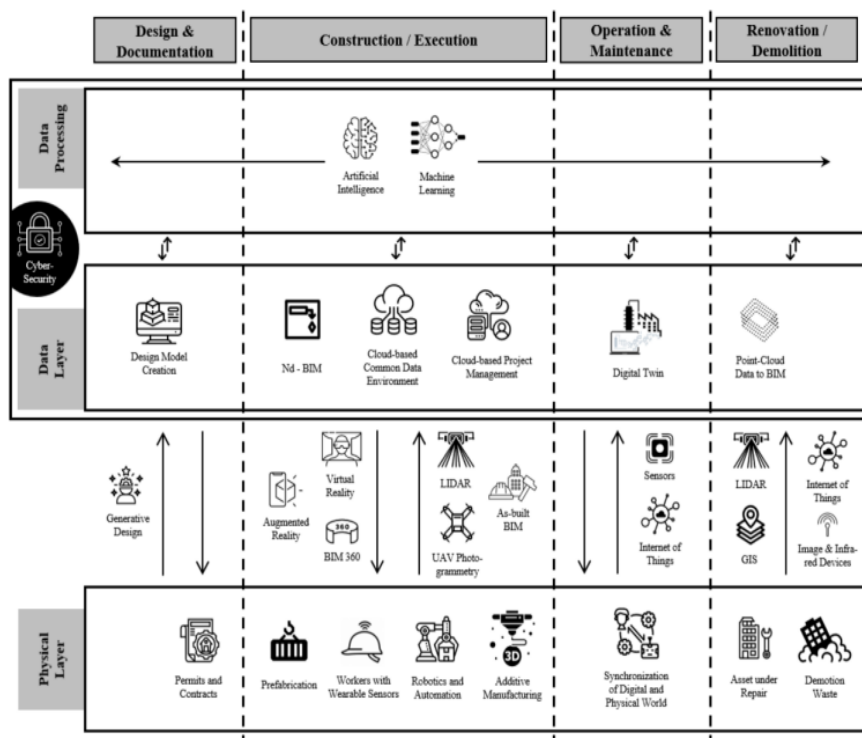 Design &
Documentation
Construction / Execution
Operation &
Maintenance
Renovation /
Demolition
Data
Processing
Artificial
Intelligence
Machine
Learning
Cyber-
Security
Data
Layer
Design Model
Creation
Nd - BIM
Cloud-based
Common Data
Environment
Cloud-based Project
Management
Digital Twin
Point-Cloud
Data to BIM
Generative
Design
Virtual
Reality
Augmented
Reality
360
BIM 360
LIDAR
As-built
BIM
UAV Photo-
grammetry
Sensors
Internet of
Things
LIDAR
Internet of
Things
GIS
Image & Infra-
red Devices
Physical
Layer
Permits and
Contracts
Prefabrication
Workers with
Wearable Sensors
Robotics and
Automation
3D
Additive
Manufacturing
Synchronization
of Digital and
Physical World
Asset under
Repair
Demotion
Waste